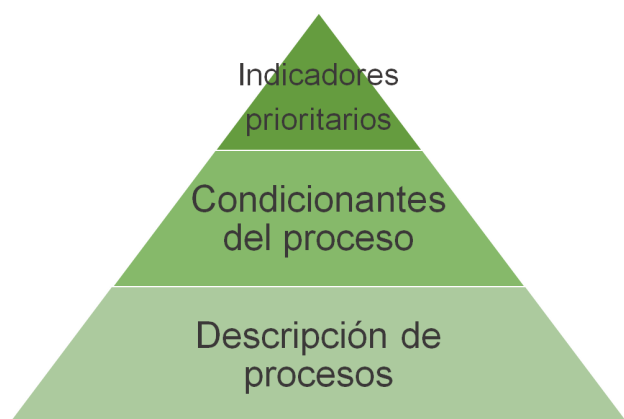 Indicadores
prioritarios
Condicionantes
del proceso
Descripción de
procesos